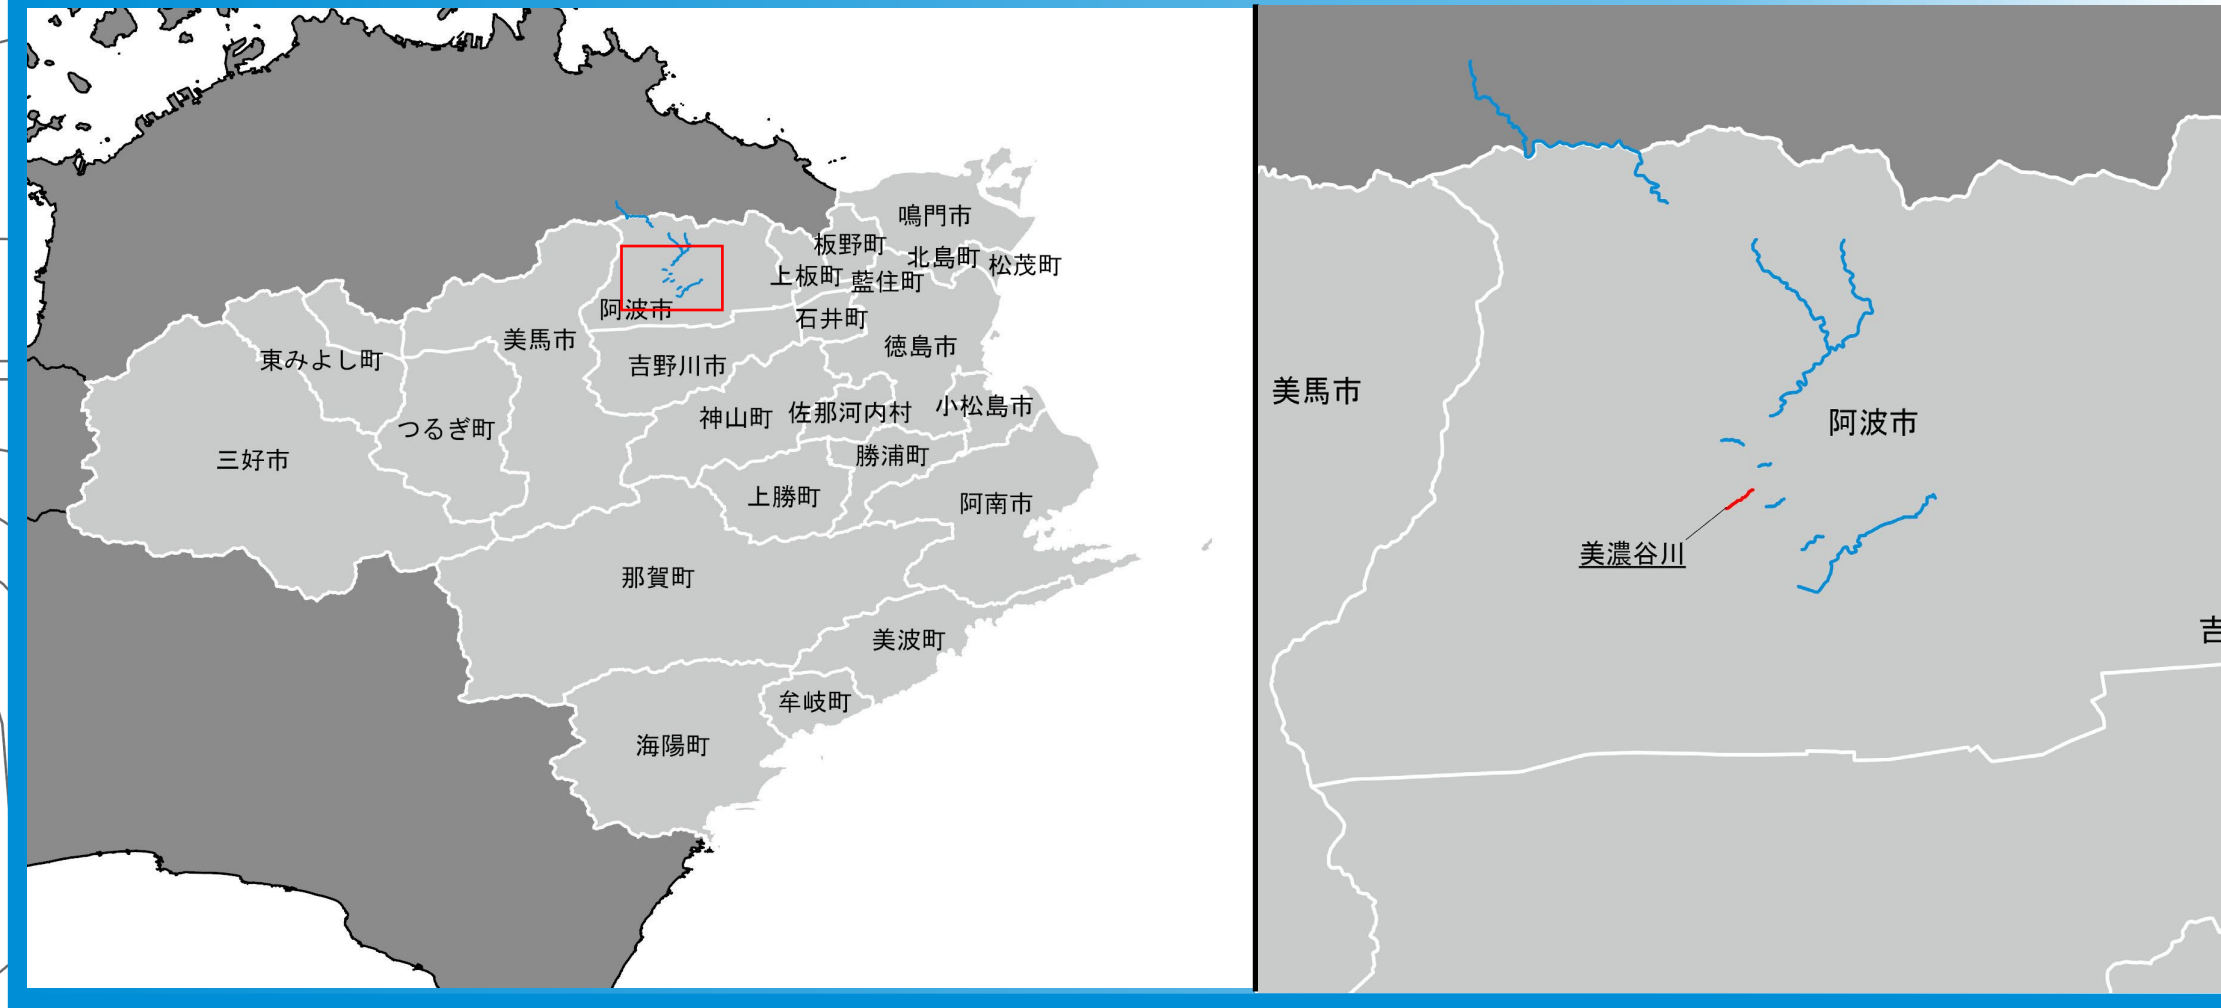 鳴門市
板野町
北島町
松茂町
上板町
藍住町
阿波市
石井町
美馬市
徳島市
東みよし町
吉野川市
小松島市
神山町
佐那河内村
つるぎ町
勝浦町
三好市
上勝町
阿南市
那賀町
美波町
牟岐町
海陽町
美馬市
阿波市
美濃谷川
吉